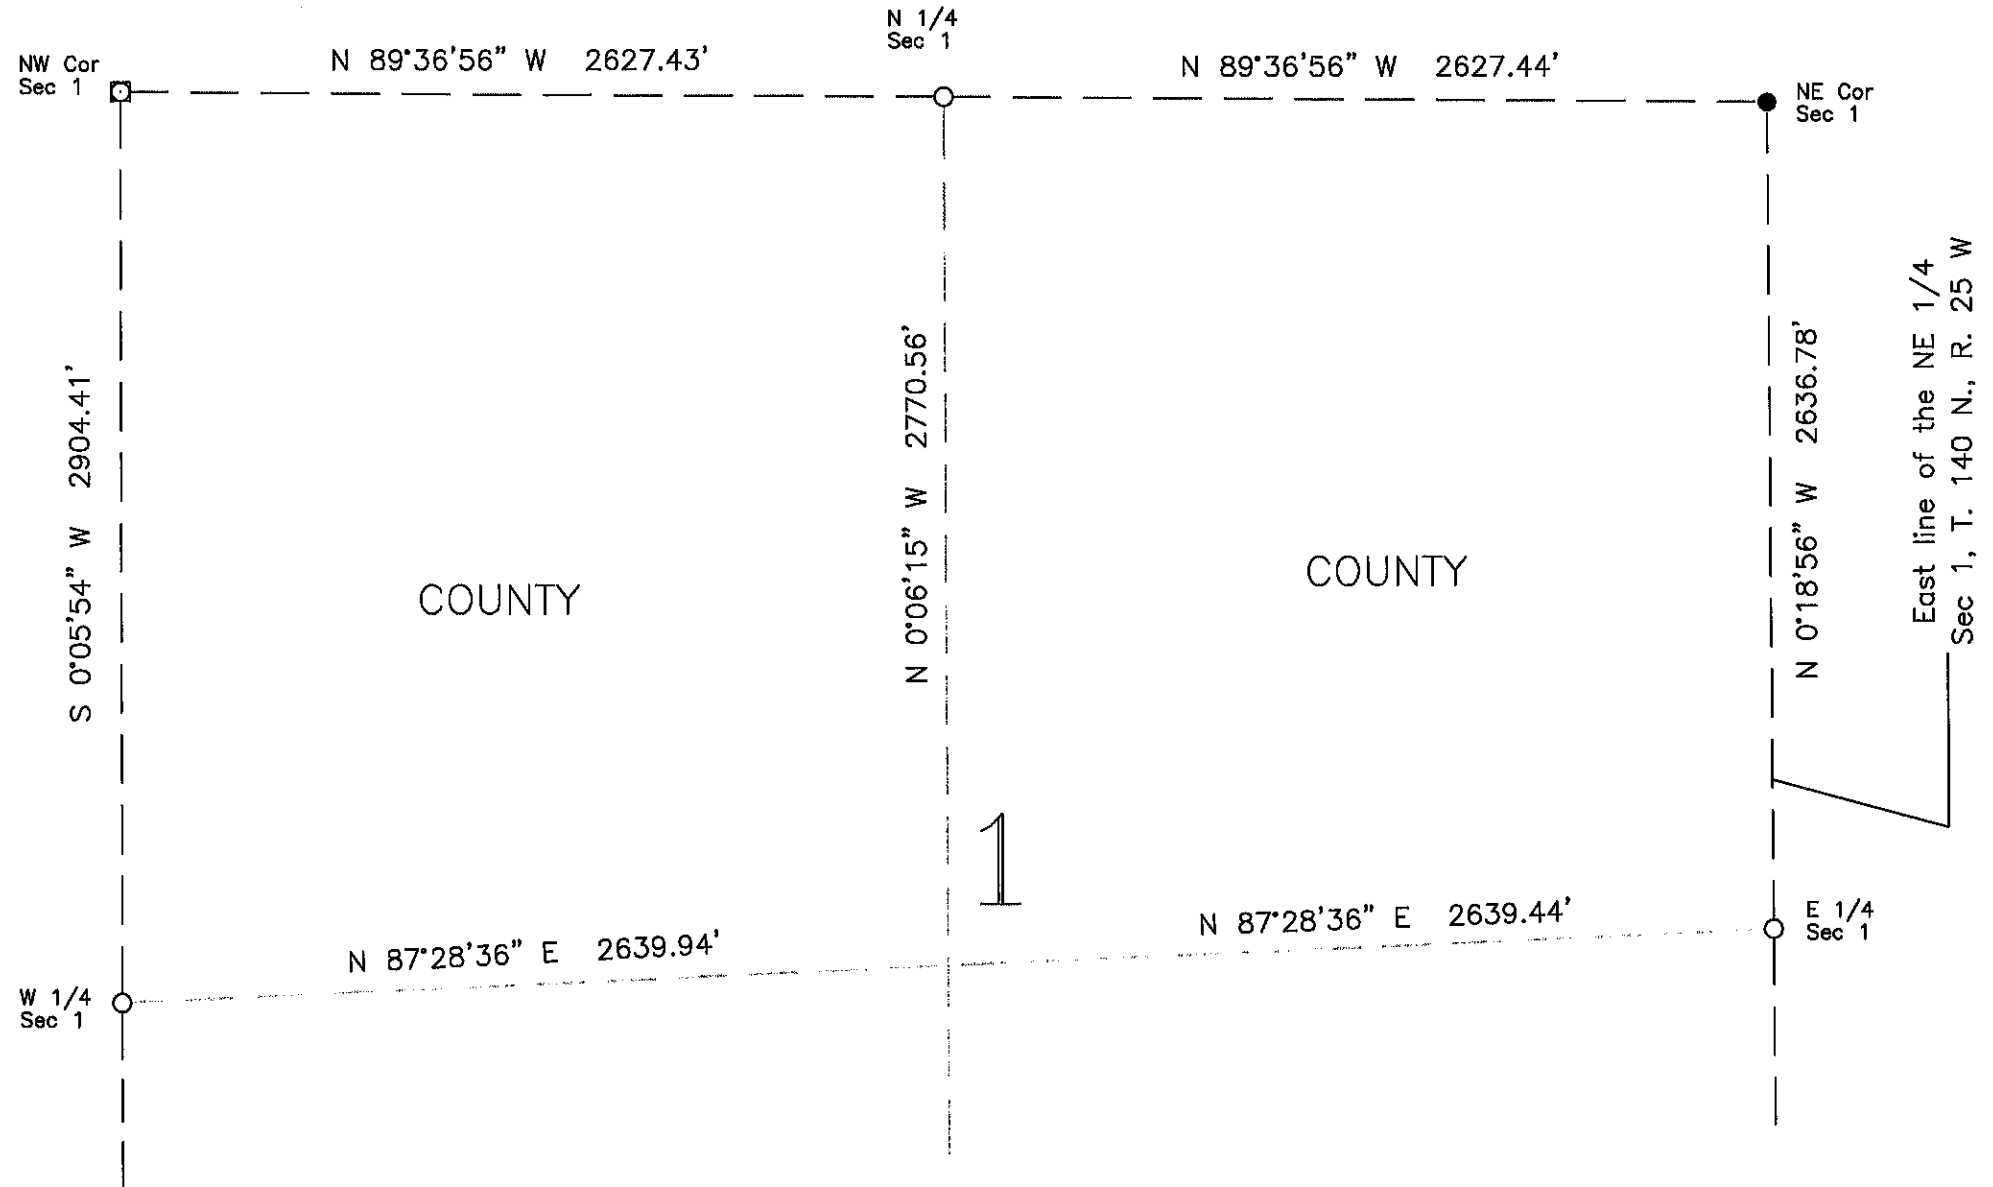 N 1/4
Sec 1
NW Cor
Sec 1
N 89°36'56" W 2627.43'
N 89°36'56" W 2627.44'
NE Cor
Sec 1
S 0°05'54" W 2904.41'
N 0°06'15" W 2770.56'
N 0°18'56" W 2636.78'
East line of the NE 1/4
Sec 1, T. 140 N., R. 25 W
COUNTY
COUNTY
1
N 87°28'36" E 2639.94'
N 87°28'36" E 2639.44'
E 1/4
Sec 1
W 1/4
Sec 1